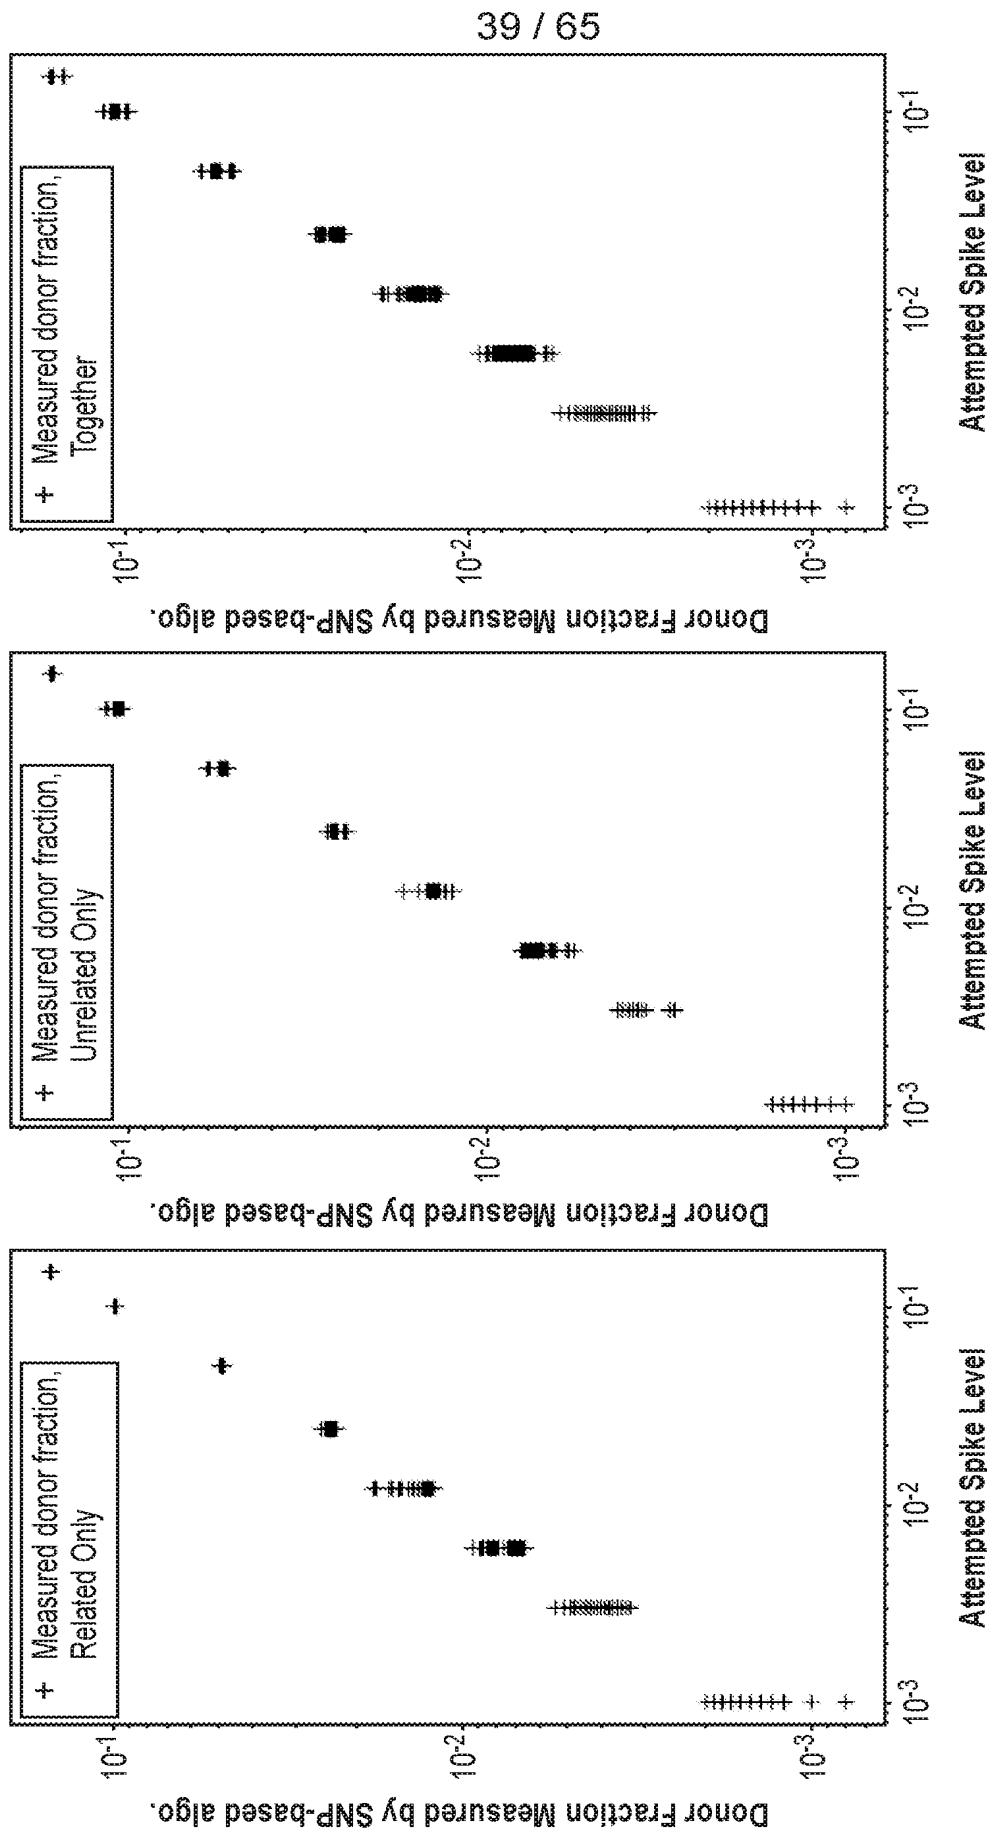 39 / 65
+ Measured donor fraction,
Related Only
Donor Fraction Measured by SNP-based algo.
10-1
10-2
10-3
10-3
10-2
10-1
Attempted Spike Level
+ Measured donor fraction,
Unrelated Only
Donor Fraction Measured by SNP-based algo.
10-1
10-2
10-3
10-3
10-2
10-1
Attempted Spike Level
+ Measured donor fraction,
Together
Donor Fraction Measured by SNP-based algo.
10-1
10-2
10-3
10-3
10-2
10-1
Attempted Spike Level